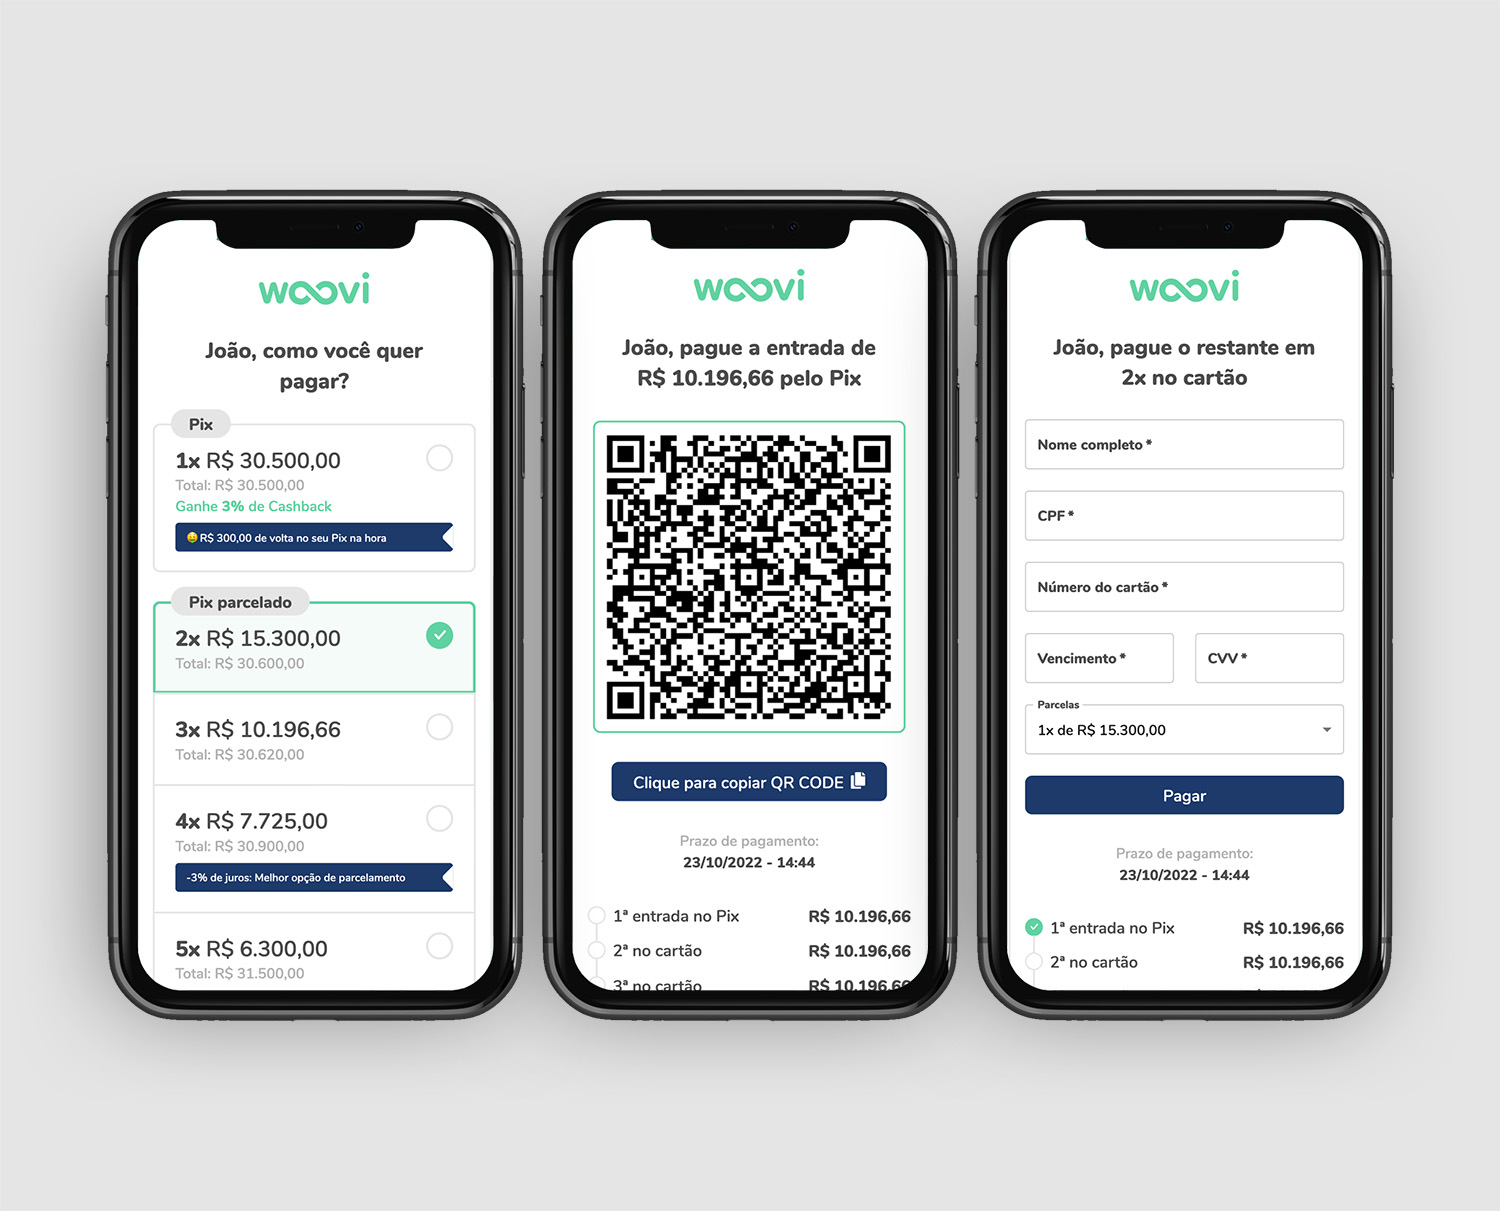 woovi
João, como você quer
pagar?
Pix
1x R$ 30.500,00
Total: R$ 30.500,00
Ganhe 3% de Cashback
🤑 R$ 300,00 de volta no seu Pix na hora
Pix parcelado
2x R$ 15.300,00
Total: R$ 30.600,00
3x R$ 10.196,66
Total: R$ 30.620,00
4x R$ 7.725,00
Total: R$ 30.900,00
-3% de juros: Melhor opção de parcelamento
5x R$ 6.300,00
Total: R$ 31.500,00
woovi
João, pague a entrada de
R$ 10.196,66 pelo Pix
Clique para copiar QR CODE
Prazo de pagamento:
23/10/2022 - 14:44
1ª entrada no Pix R$ 10.196,66
2ª no cartão R$ 10.196,66
3ª no cartão R$ 10.196,66
woovi
João, pague o restante em
2x no cartão
Nome completo *
CPF *
Número do cartão *
Vencimento * CVV *
Parcelas
1x de R$ 15.300,00
Pagar
Prazo de pagamento:
23/10/2022 - 14:44
1ª entrada no Pix R$ 10.196,66
2ª no cartão R$ 10.196,66